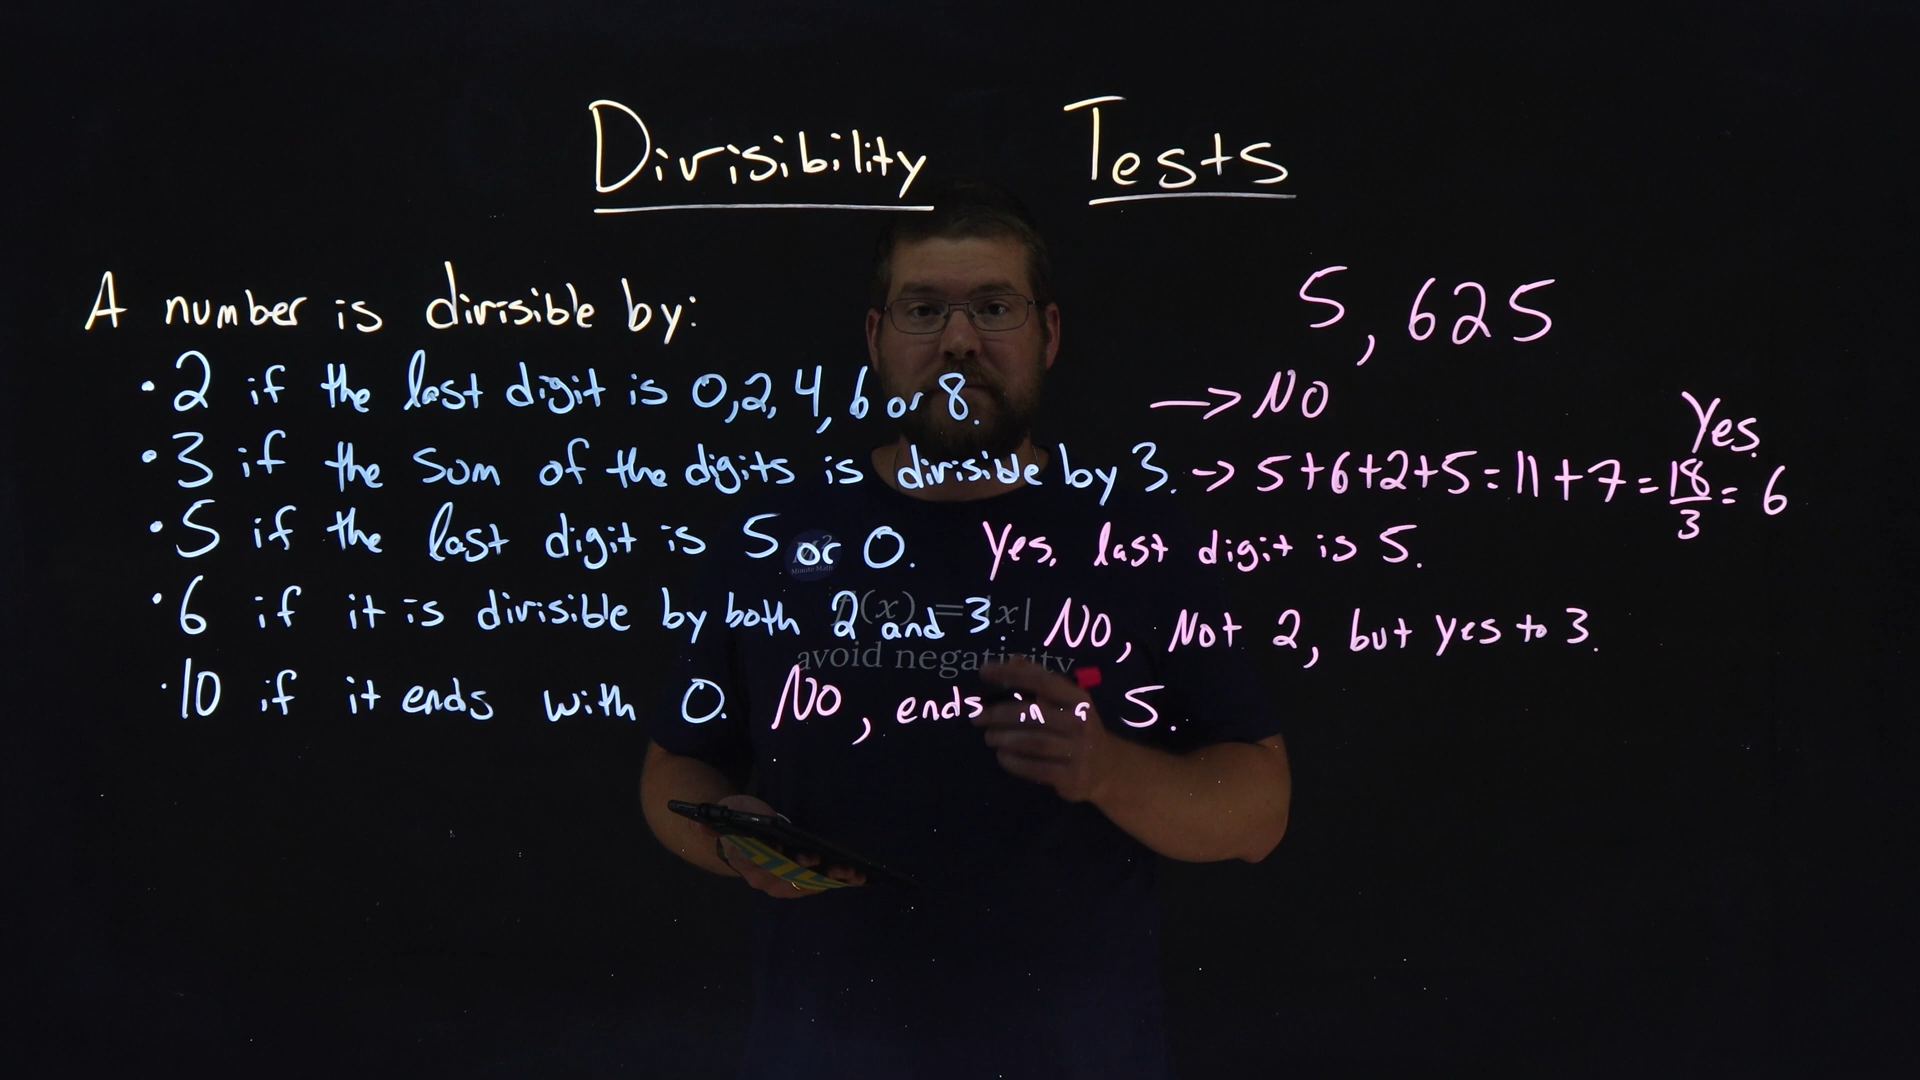 Divisibility Tests
A number is divisible by:
5,625
· 2 if the last digit is 0,2,4,6 or 8. → NO
Yes.
· 3 if the sum of the digits is divisible by 3. → 5+6+2+5=11+7=18/3=6
· 5 if the last digit is 5 or 0. Yes, last digit is 5.
Minute Math
· 6 if it is divisible by both 2 and 3. NO, Not 2, but yes to 3.
f(x) = |x|
avoid negativity
· 10 if it ends with 0. NO, ends in a 5.